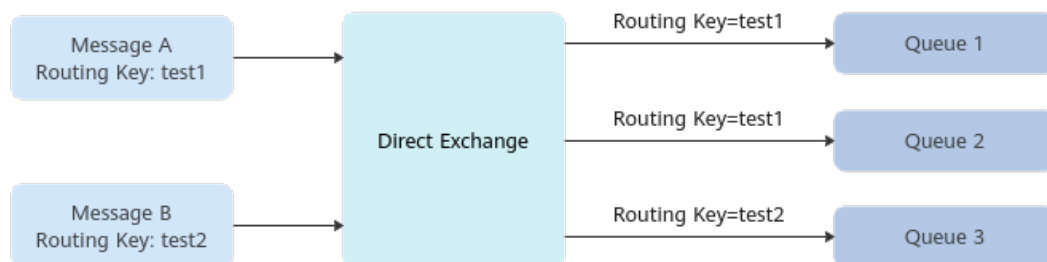 Message A
Routing Key: test1
Routing Key=test1
Queue 1
Direct Exchange
Routing Key=test1
Queue 2
Message B
Routing Key: test2
Routing Key=test2
Queue 3